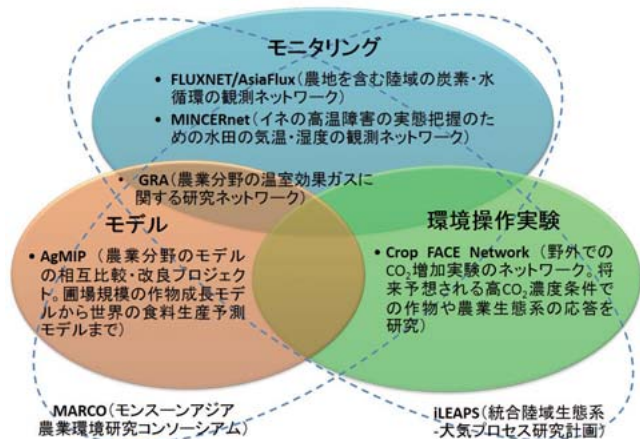 モニタリング
• FLUXNET/AsiaFlux（農地を含む陸域の炭素・水
循環の観測ネットワーク）
• MINCERnet（イネの高温障害の実態把握のた
めの水田の気温・湿度の観測ネットワーク）
• GRA（農業分野の温室効果ガスに
関する研究ネットワーク）
モデル
• AgMIP （農業分野のモデル
の相互比較・改良プロジェク
ト。圃場規模の作物成長モデ
ルから世界の食料生産予測
モデルまで）
環境操作実験
• Crop FACE Network （野外での
CO₂増加実験のネットワーク。将
来予想される高CO₂濃度条件で
の作物や農業生態系の応答を
研究）
MARCO（モンスーンアジア
農業環境研究コンソーシアム）
iLEAPS（統合陸域生態系
-大気プロセス研究計画）